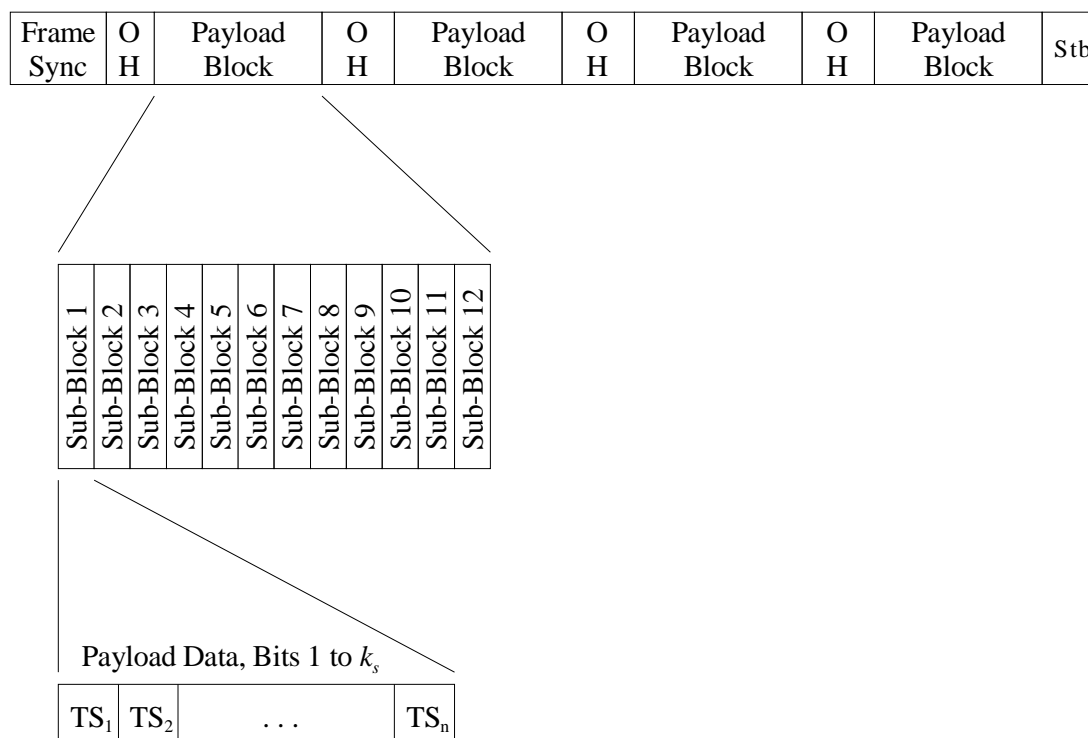 Frame Sync
O H
Payload Block
O H
Payload Block
O H
Payload Block
O H
Payload Block
Stb
Sub-Block 1
Sub-Block 2
Sub-Block 3
Sub-Block 4
Sub-Block 5
Sub-Block 6
Sub-Block 7
Sub-Block 8
Sub-Block 9
Sub-Block 10
Sub-Block 11
Sub-Block 12
Payload Data, Bits 1 to kₛ
TS₁ TS₂ . . . TSₙ